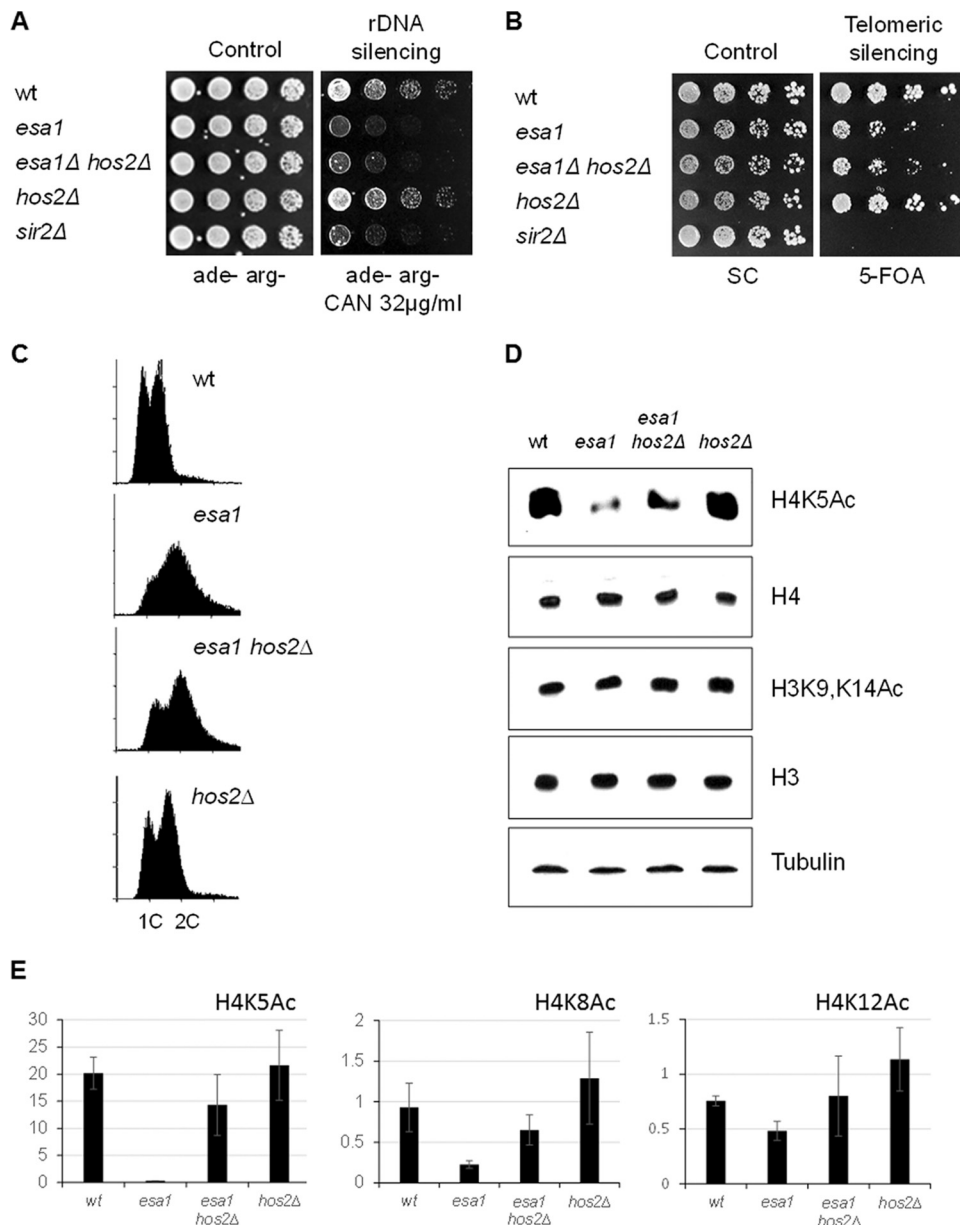 A
Control
rDNA
silencing
wt
esa1
esa1Δ hos2Δ
hos2Δ
sir2Δ
ade- arg-
ade- arg-
CAN 32µg/ml
B
Control
Telomeric
silencing
wt
esa1
esa1Δ hos2Δ
hos2Δ
sir2Δ
SC
5-FOA
C
wt
esa1
esa1 hos2Δ
hos2Δ
1C 2C
D
wt
esa1
esa1
hos2Δ
hos2Δ
H4K5Ac
H4
H3K9,K14Ac
H3
Tubulin
E
H4K5Ac
30
25
20
15
10
5
0
wt
esa1
esa1
hos2Δ
hos2Δ
H4K8Ac
2
1.5
1
0.5
0
wt
esa1
esa1
hos2Δ
hos2Δ
H4K12Ac
1.5
1
0.5
0
wt
esa1
esa1
hos2Δ
hos2Δ